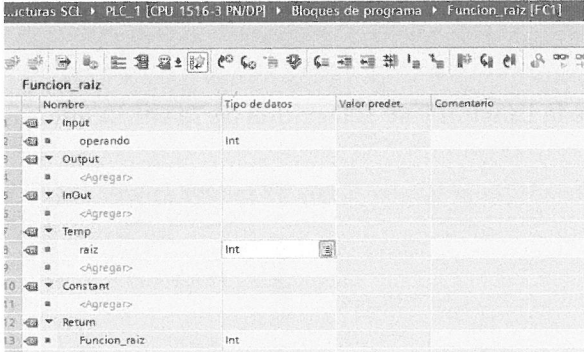 ...ucturas SCL ▸ PLC_1 [CPU 1516-3 PN/DP] ▸ Bloques de programa ▸ Funcion_raiz [FC1]
Funcion_raiz
Nombre Tipo de datos Valor predet. Comentario
1 Input
2 operando Int
3 Output
4 <Agregar>
5 InOut
6 <Agregar>
7 Temp
8 raiz Int
9 <Agregar>
10 Constant
11 <Agregar>
12 Return
13 Funcion_raiz Int